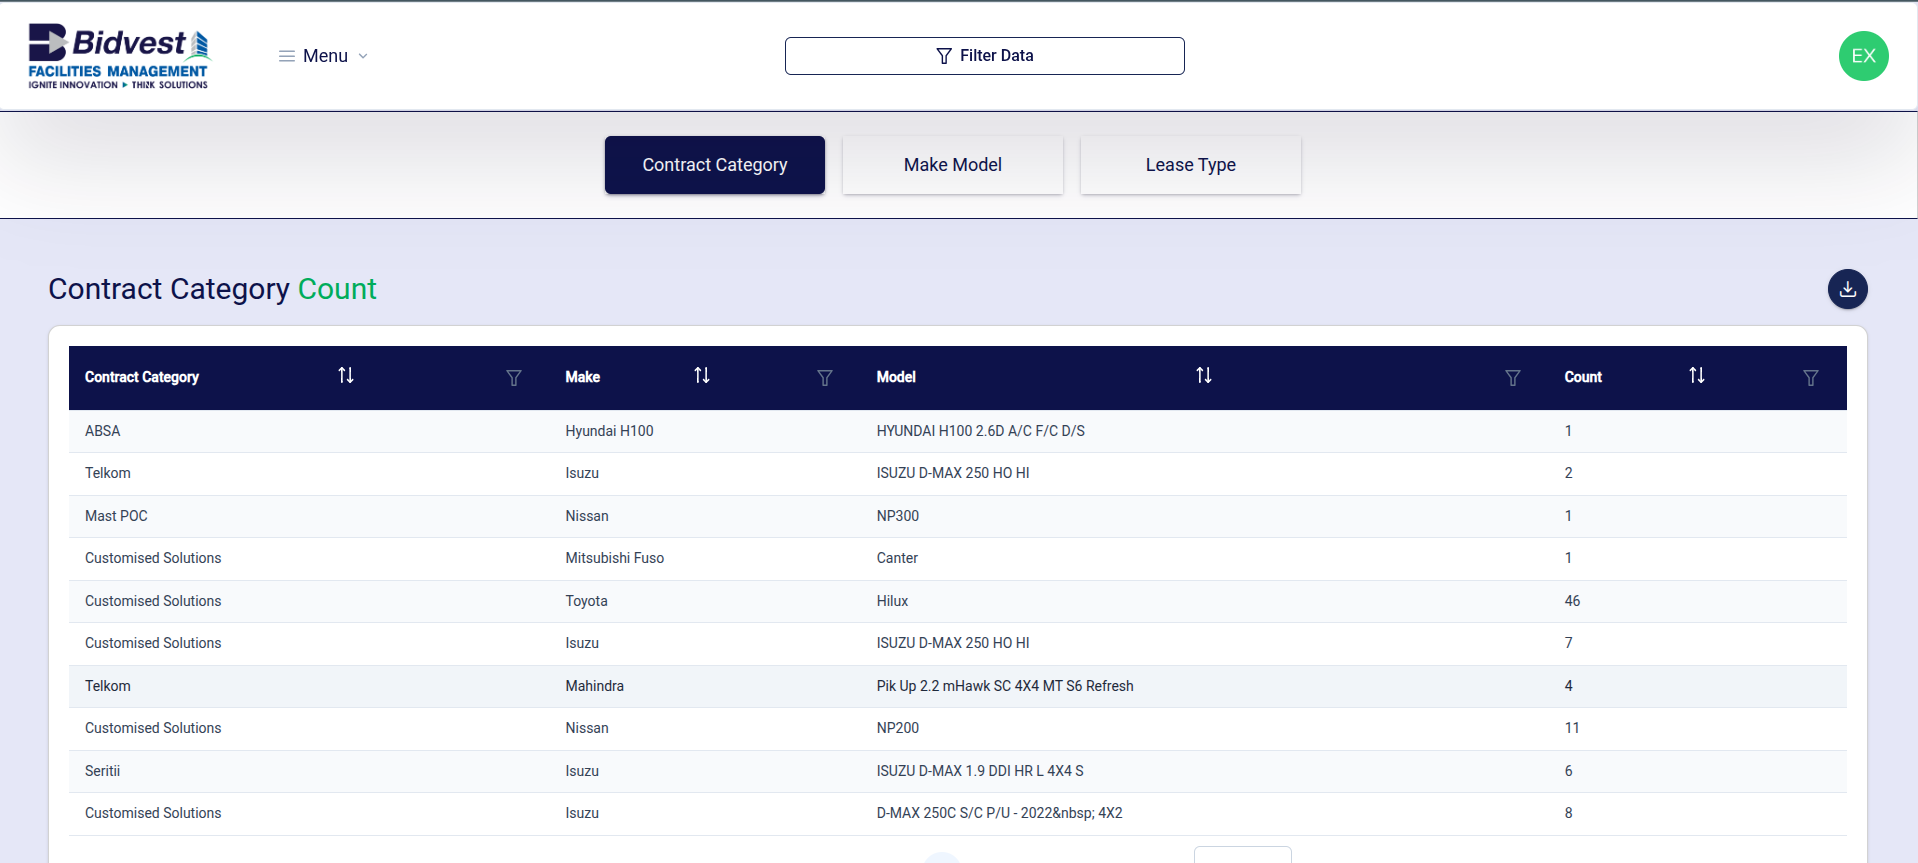 Bidvest
FACILITIES MANAGEMENT
IGNITE INNOVATION ▸ TH!NK SOLUTIONS
Menu
Filter Data
EX
Contract Category
Make Model
Lease Type
Contract Category Count
Contract Category Make Model Count
ABSA Hyundai H100 HYUNDAI H100 2.6D A/C F/C D/S 1
Telkom Isuzu ISUZU D-MAX 250 HO HI 2
Mast POC Nissan NP300 1
Customised Solutions Mitsubishi Fuso Canter 1
Customised Solutions Toyota Hilux 46
Customised Solutions Isuzu ISUZU D-MAX 250 HO HI 7
Telkom Mahindra Pik Up 2.2 mHawk SC 4X4 MT S6 Refresh 4
Customised Solutions Nissan NP200 11
Seritii Isuzu ISUZU D-MAX 1.9 DDI HR L 4X4 S 6
Customised Solutions Isuzu D-MAX 250C S/C P/U - 2022&nbsp; 4X2 8